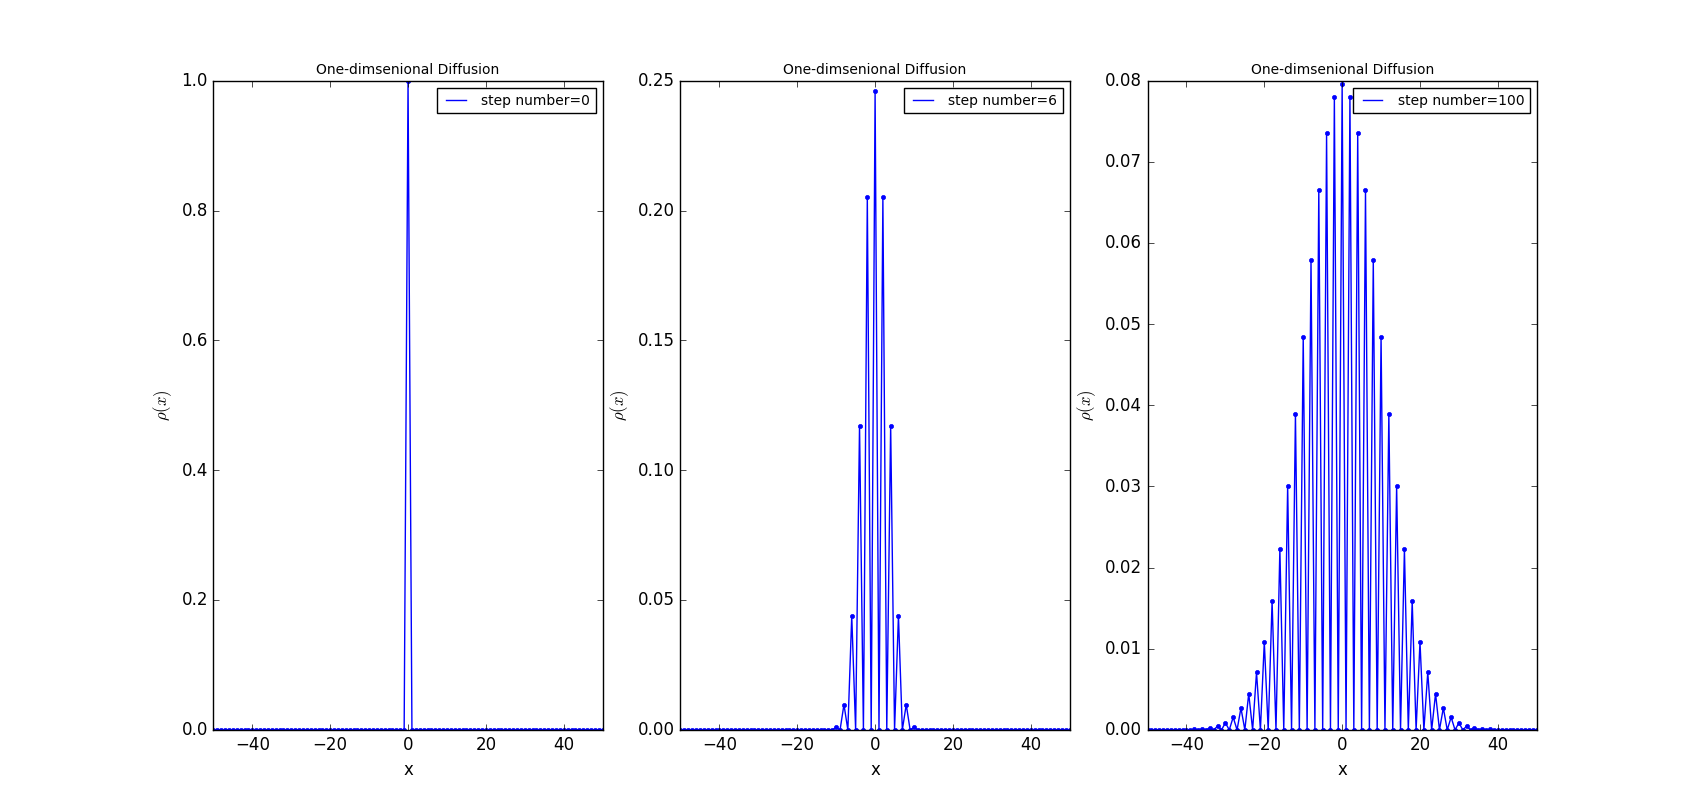 One-dimsenional Diffusion
step number=0
1.0
0.8
0.6
0.4
0.2
0.0
ρ(x)
−40 −20 0 20 40
x
One-dimsenional Diffusion
step number=6
0.25
0.20
0.15
0.10
0.05
0.00
ρ(x)
−40 −20 0 20 40
x
One-dimsenional Diffusion
step number=100
0.08
0.07
0.06
0.05
0.04
0.03
0.02
0.01
0.00
ρ(x)
−40 −20 0 20 40
x